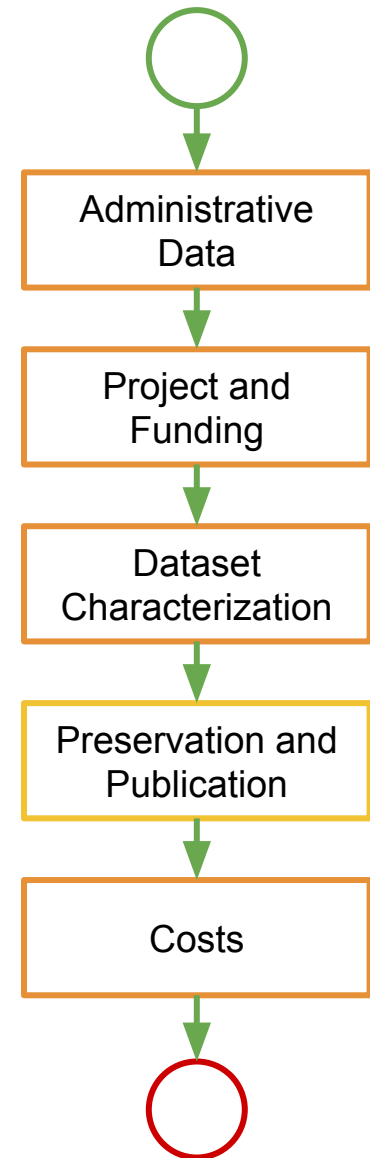 Administrative
Data
Project and
Funding
Dataset
Characterization
Preservation and
Publication
Costs